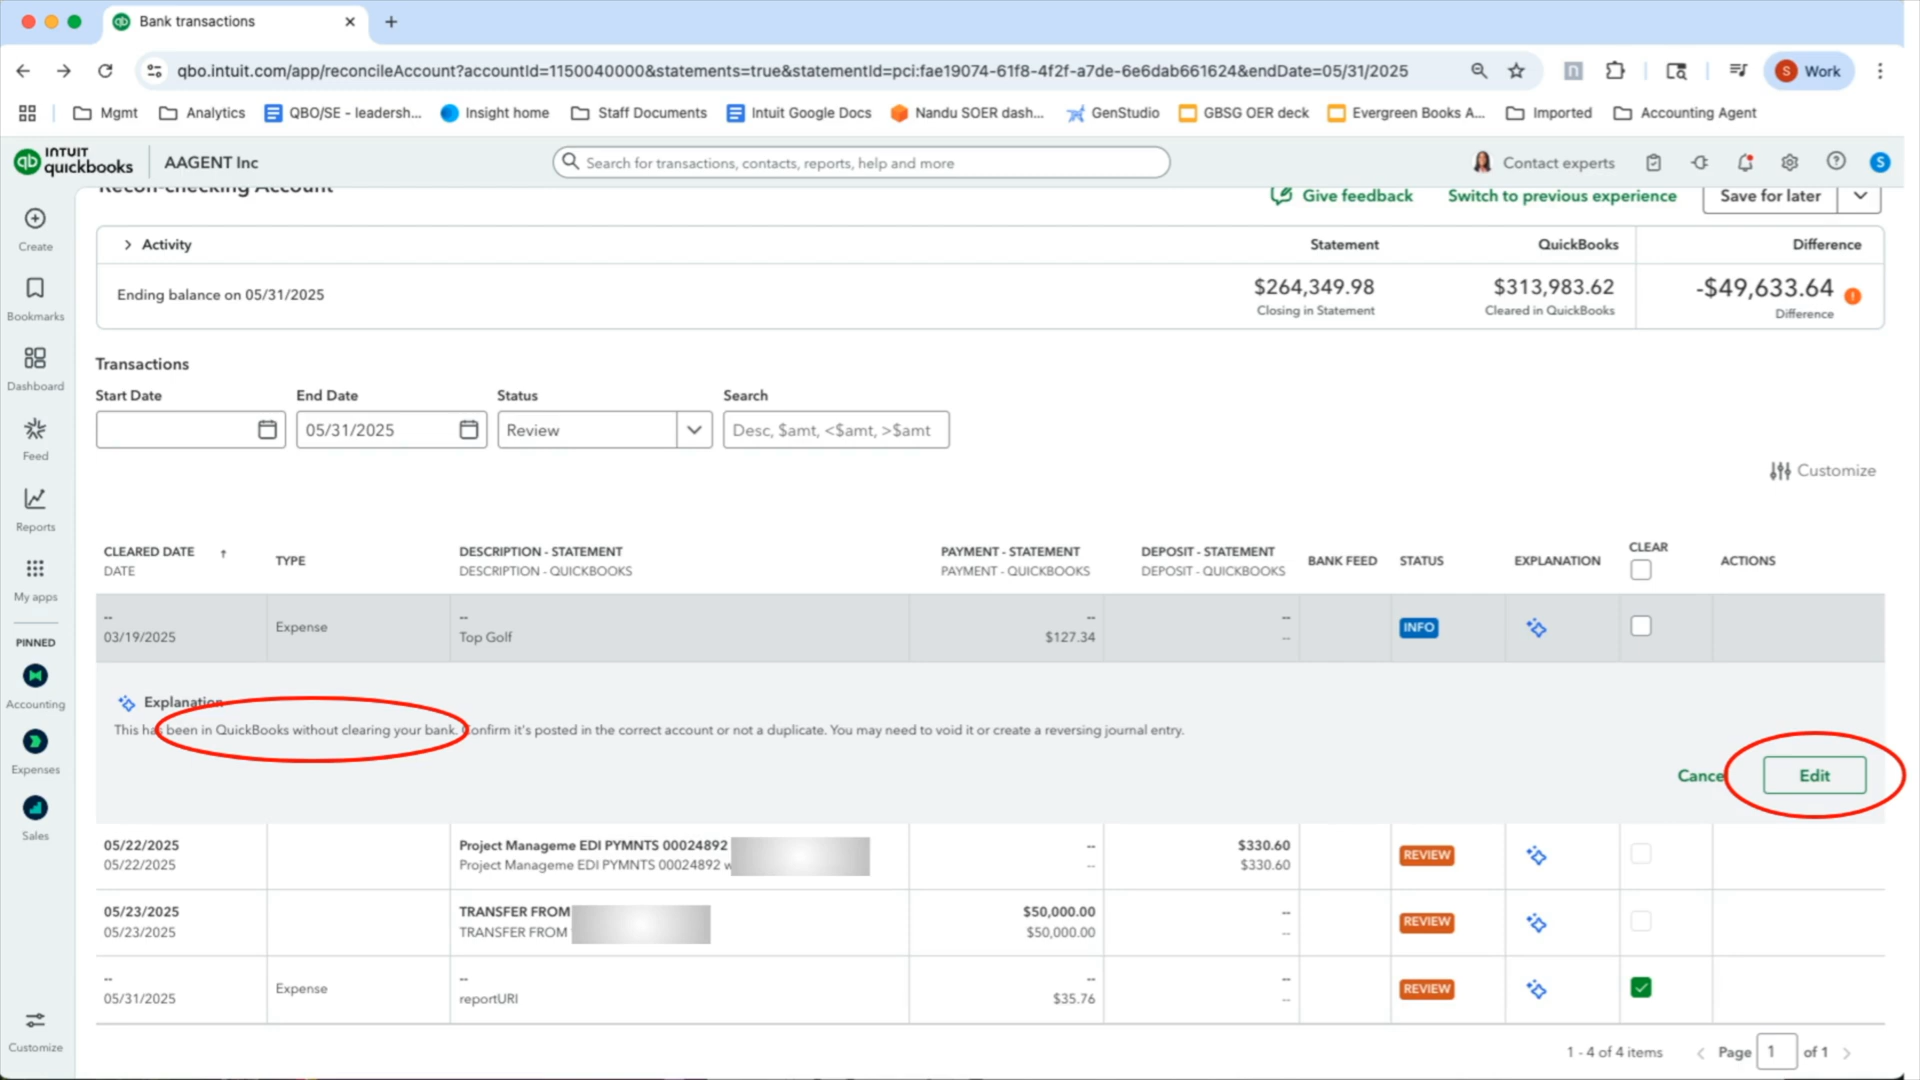 Bank transactions
qbo.intuit.com/app/reconcileAccount?accountId=1150040000&statements=true&statementId=pci:fae19074-61f8-4f2f-a7de-6e6dab661624&endDate=05/31/2025
S Work
Mgmt Analytics QBO/SE - leadersh... Insight home Staff Documents Intuit Google Docs Nandu SOER dash... GenStudio GBSG OER deck Evergreen Books A... Imported Accounting Agent
qb INTUIT quickbooks AAGENT Inc Search for transactions, contacts, reports, help and more Contact experts S
Recon-checking Account Give feedback Switch to previous experience Save for later
Create
Bookmarks
Dashboard
Feed
Reports
My apps
PINNED
Accounting
Expenses
Sales
Customize
Activity Statement QuickBooks Difference
Ending balance on 05/31/2025 $264,349.98 $313,983.62 -$49,633.64
Closing in Statement Cleared in QuickBooks Difference
Transactions
Start Date End Date Status Search
05/31/2025 Review Desc, $amt, <$amt, >$amt
Customize
CLEARED DATE TYPE DESCRIPTION - STATEMENT PAYMENT - STATEMENT DEPOSIT - STATEMENT BANK FEED STATUS EXPLANATION CLEAR ACTIONS
DATE DESCRIPTION - QUICKBOOKS PAYMENT - QUICKBOOKS DEPOSIT - QUICKBOOKS
-- Expense -- -- -- INFO
03/19/2025 Top Golf $127.34 --
Explanation
This has been in QuickBooks without clearing your bank. Confirm it's posted in the correct account or not a duplicate. You may need to void it or create a reversing journal entry.
Cancel Edit
05/22/2025 Project Manageme EDI PYMNTS 00024892 -- $330.60 REVIEW
05/22/2025 Project Manageme EDI PYMNTS 00024892 w -- $330.60
05/23/2025 TRANSFER FROM $50,000.00 -- REVIEW
05/23/2025 TRANSFER FROM $50,000.00 --
-- Expense -- -- -- REVIEW
05/31/2025 reportURI $35.76 --
1 - 4 of 4 items < Page 1 of 1 >